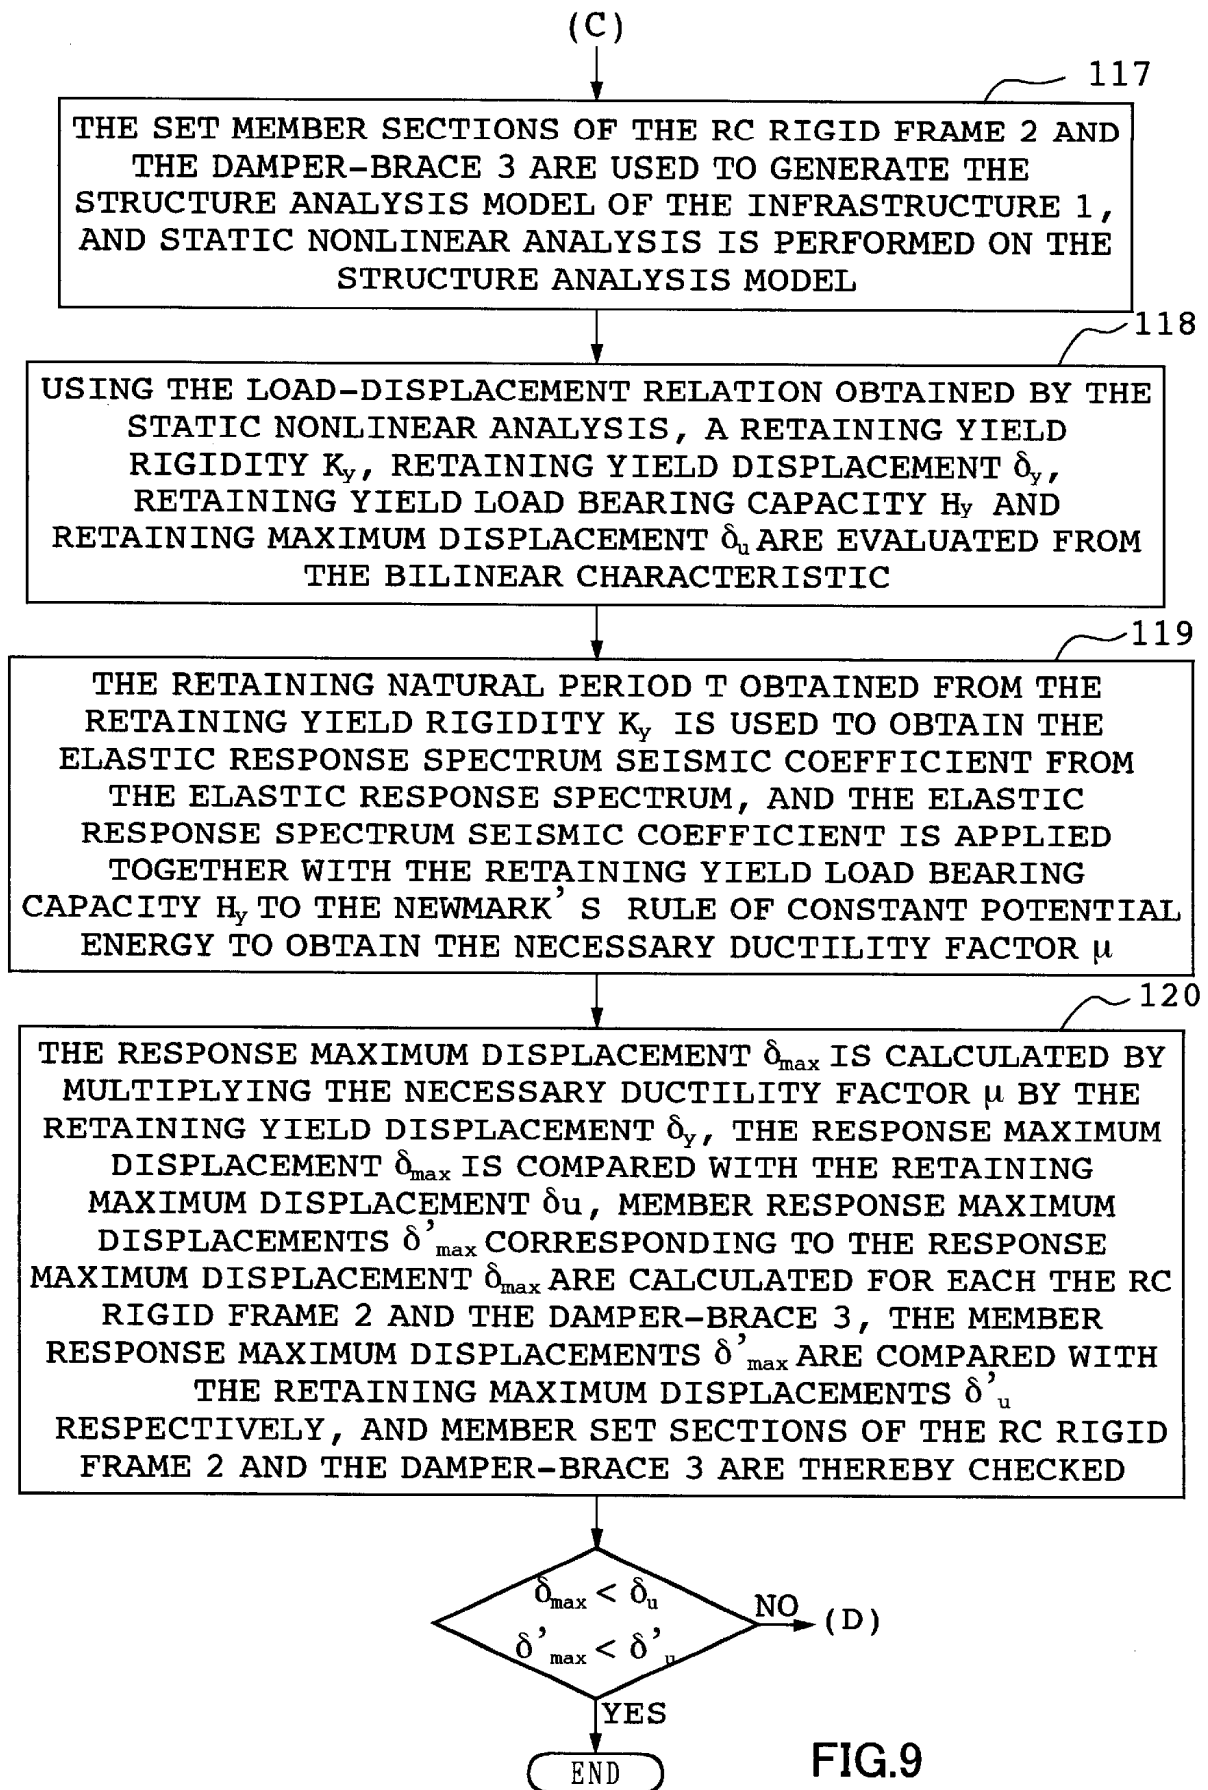 (C)
117
THE SET MEMBER SECTIONS OF THE RC RIGID FRAME 2 AND
THE DAMPER-BRACE 3 ARE USED TO GENERATE THE
STRUCTURE ANALYSIS MODEL OF THE INFRASTRUCTURE 1,
AND STATIC NONLINEAR ANALYSIS IS PERFORMED ON THE
STRUCTURE ANALYSIS MODEL
118
USING THE LOAD-DISPLACEMENT RELATION OBTAINED BY THE
STATIC NONLINEAR ANALYSIS, A RETAINING YIELD
RIGIDITY Ky, RETAINING YIELD DISPLACEMENT δy,
RETAINING YIELD LOAD BEARING CAPACITY Hy AND
RETAINING MAXIMUM DISPLACEMENT δu ARE EVALUATED FROM
THE BILINEAR CHARACTERISTIC
119
THE RETAINING NATURAL PERIOD T OBTAINED FROM THE
RETAINING YIELD RIGIDITY Ky IS USED TO OBTAIN THE
ELASTIC RESPONSE SPECTRUM SEISMIC COEFFICIENT FROM
THE ELASTIC RESPONSE SPECTRUM, AND THE ELASTIC
RESPONSE SPECTRUM SEISMIC COEFFICIENT IS APPLIED
TOGETHER WITH THE RETAINING YIELD LOAD BEARING
CAPACITY Hy TO THE NEWMARK'S RULE OF CONSTANT POTENTIAL
ENERGY TO OBTAIN THE NECESSARY DUCTILITY FACTOR μ
120
THE RESPONSE MAXIMUM DISPLACEMENT δmax IS CALCULATED BY
MULTIPLYING THE NECESSARY DUCTILITY FACTOR μ BY THE
RETAINING YIELD DISPLACEMENT δy, THE RESPONSE MAXIMUM
DISPLACEMENT δmax IS COMPARED WITH THE RETAINING
MAXIMUM DISPLACEMENT δu, MEMBER RESPONSE MAXIMUM
DISPLACEMENTS δ'max CORRESPONDING TO THE RESPONSE
MAXIMUM DISPLACEMENT δmax ARE CALCULATED FOR EACH THE RC
RIGID FRAME 2 AND THE DAMPER-BRACE 3, THE MEMBER
RESPONSE MAXIMUM DISPLACEMENTS δ'max ARE COMPARED WITH
THE RETAINING MAXIMUM DISPLACEMENTS δ'u
RESPECTIVELY, AND MEMBER SET SECTIONS OF THE RC RIGID
FRAME 2 AND THE DAMPER-BRACE 3 ARE THEREBY CHECKED
δmax < δu
δ'max < δ'u
NO
(D)
YES
END
FIG.9